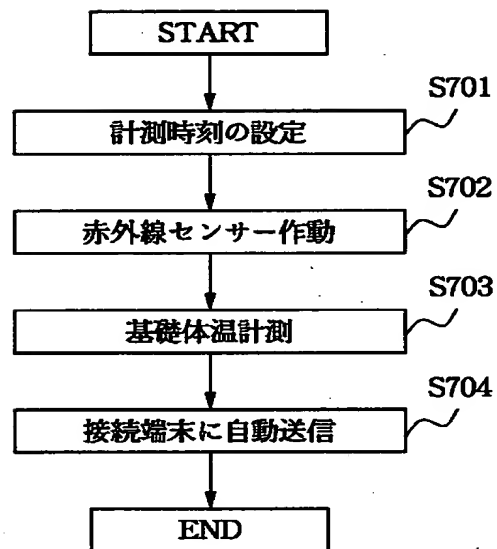 START
S701
計測時刻の設定
S702
赤外線センサー作動
S703
基礎体温計測
S704
接続端末に自動送信
END